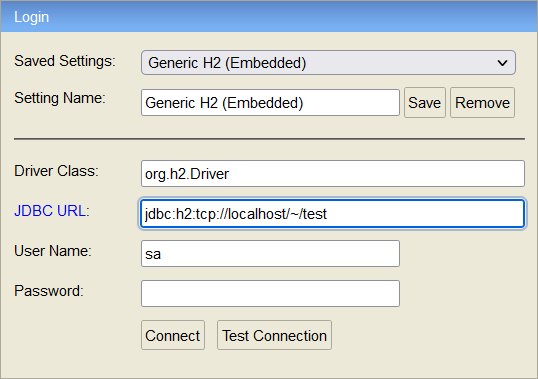 Login
Saved Settings: Generic H2 (Embedded)
Setting Name: Generic H2 (Embedded) Save Remove
Driver Class: org.h2.Driver
JDBC URL: jdbc:h2:tcp://localhost/~/test
User Name: sa
Password:
Connect Test Connection